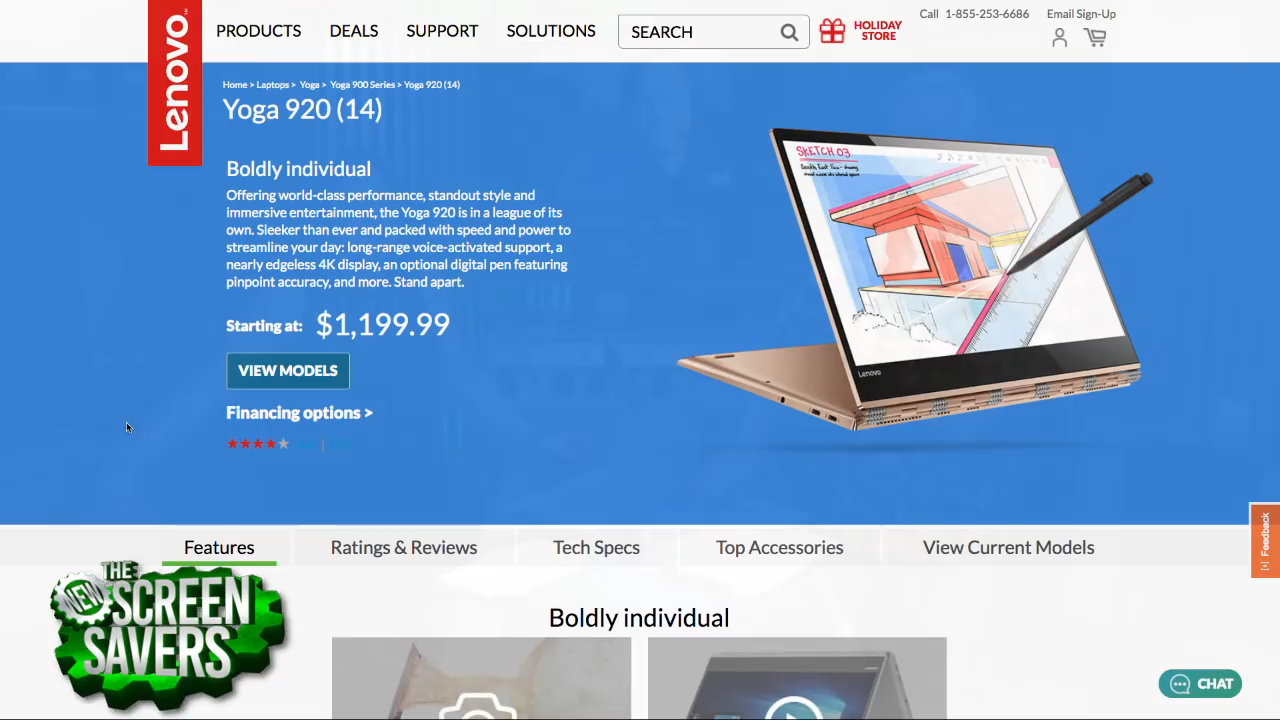 Lenovo
PRODUCTS
DEALS
SUPPORT
SOLUTIONS
SEARCH
HOLIDAY
STORE
Call 1-855-253-6686
Email Sign-Up
Home > Laptops > Yoga > Yoga 900 Series > Yoga 920 (14)
Yoga 920 (14)
Boldly individual
Offering world-class performance, standout style and
immersive entertainment, the Yoga 920 is in a league of its
own. Sleeker than ever and packed with speed and power to
streamline your day: long-range voice-activated support, a
nearly edgeless 4K display, an optional digital pen featuring
pinpoint accuracy, and more. Stand apart.
Starting at: $1,199.99
VIEW MODELS
Financing options >
SKETCH 03
Lenovo
[+] Feedback
Features
Ratings & Reviews
Tech Specs
Top Accessories
View Current Models
THE
NEW
SCREEN
SAVERS
Boldly individual
CHAT